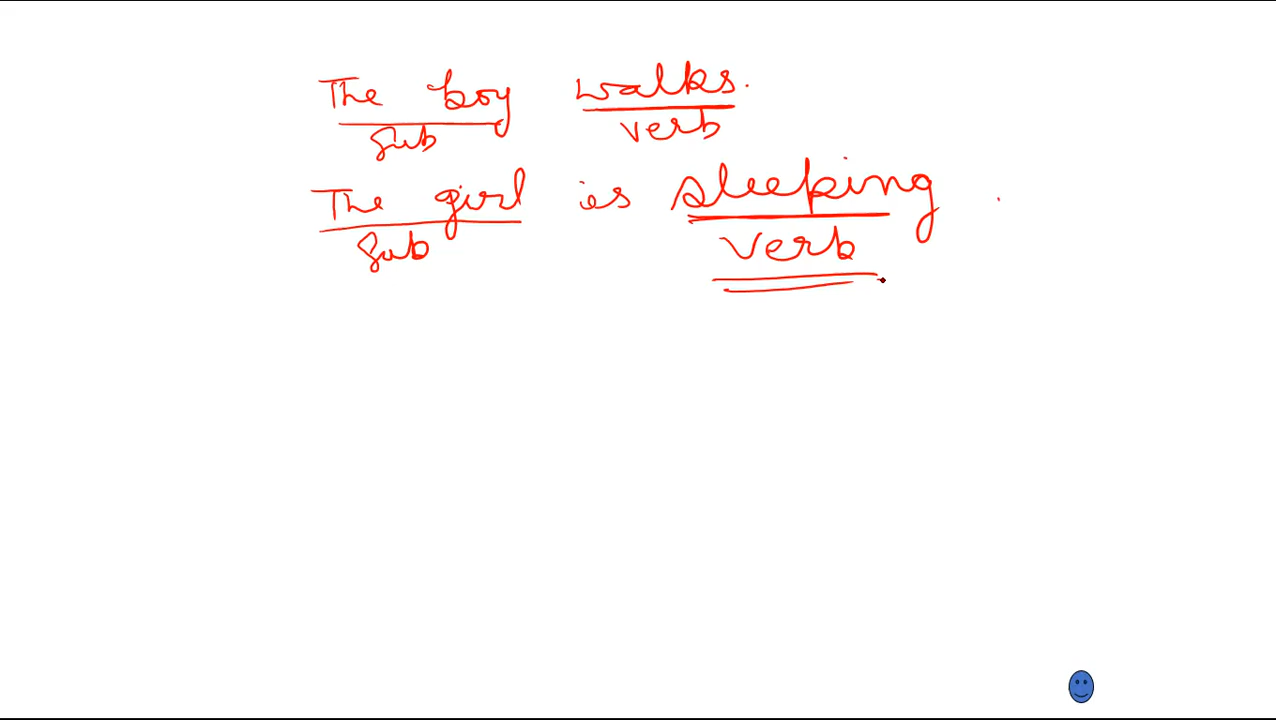 The boy walks.
Sub verb
The girl is sleeping .
Sub verb